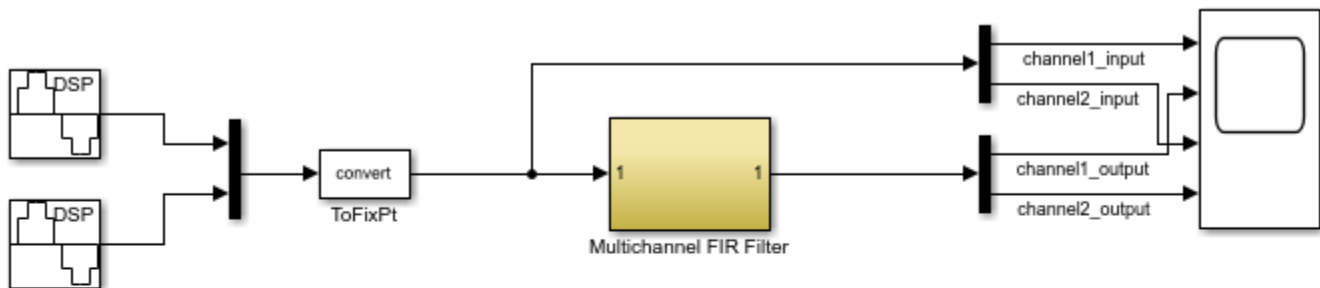 DSP
DSP
convert
ToFixPt
1 1
Multichannel FIR Filter
channel1_input
channel2_input
channel1_output
channel2_output